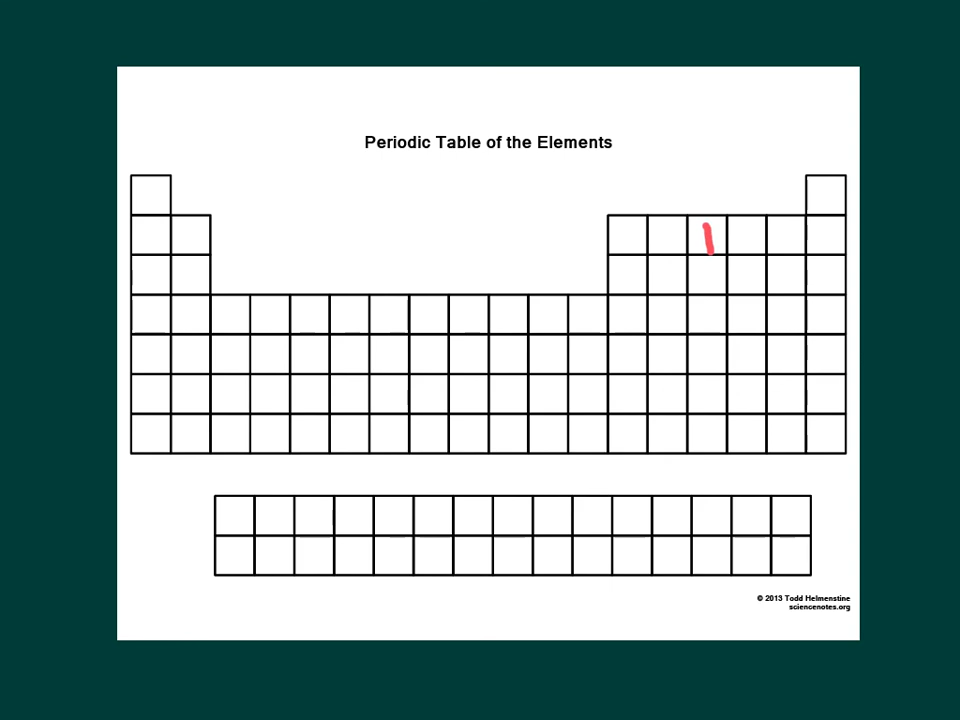 Periodic Table of the Elements
1
© 2013 Todd Helmenstine
sciencenotes.org